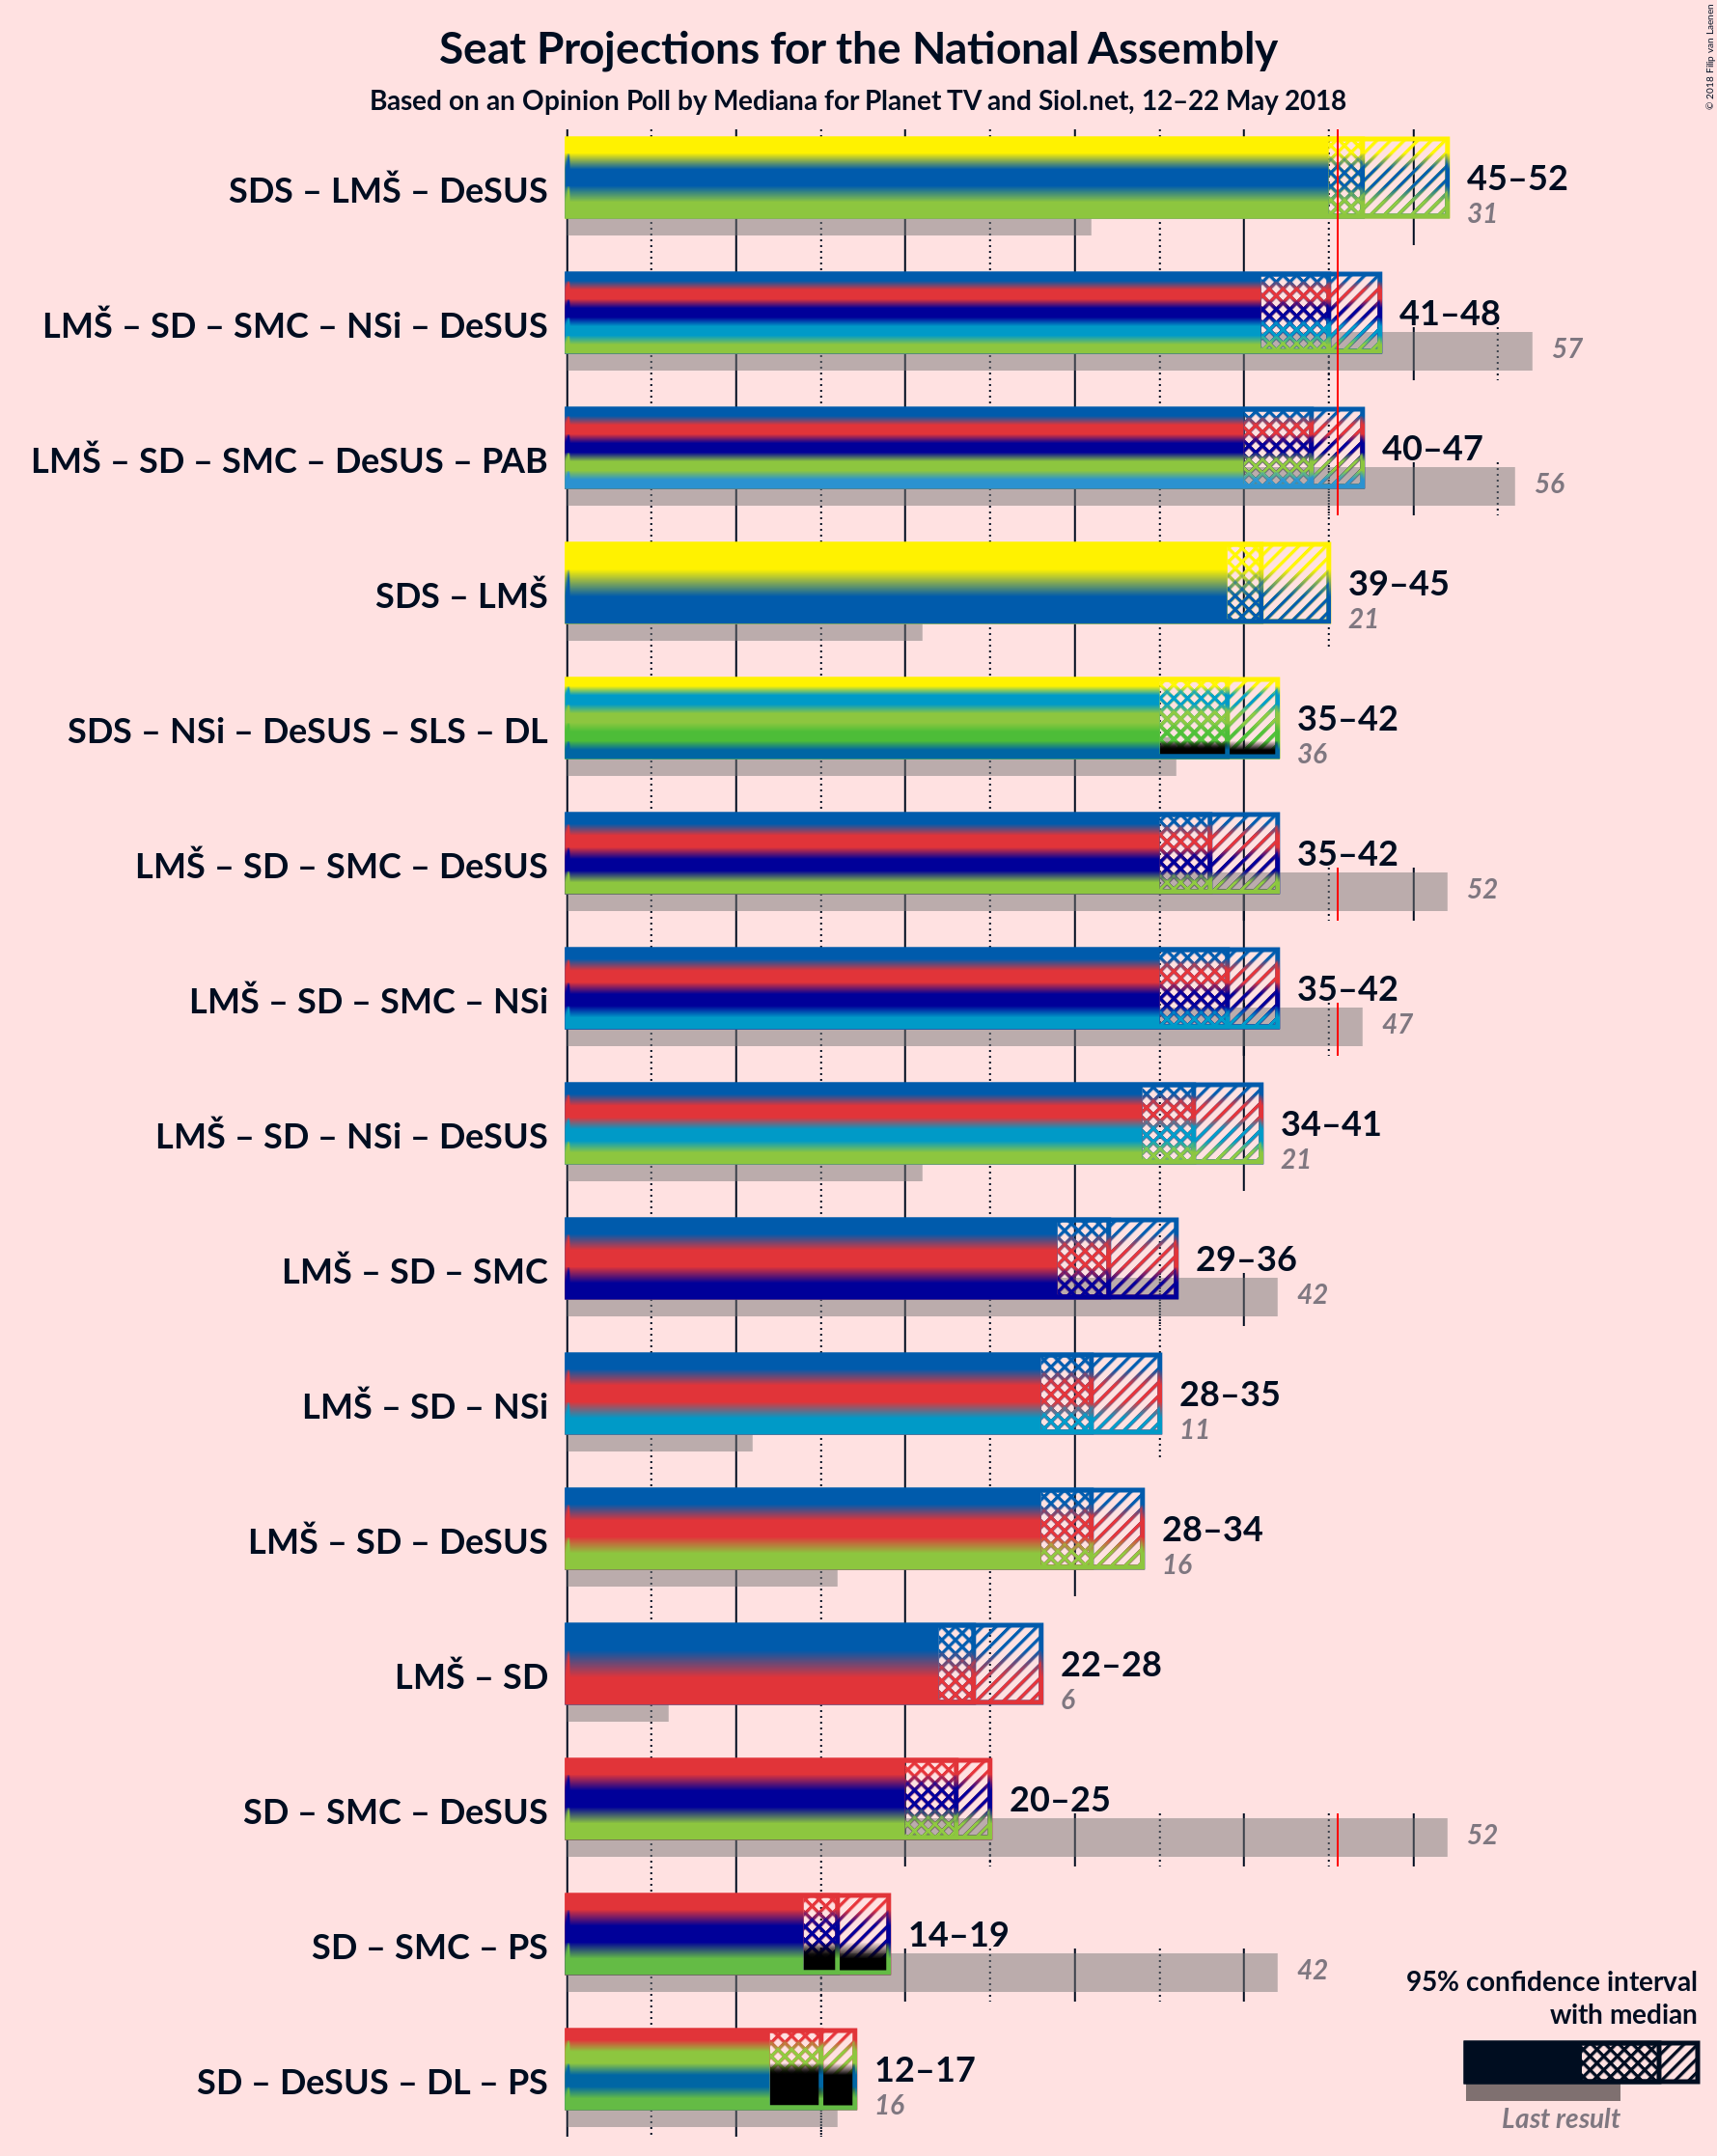 Seat Projections for the National Assembly
Based on an Opinion Poll by Mediana for Planet TV and Siol.net, 12–22 May 2018
© 2018 Filip van Laenen
SDS – LMŠ – DeSUS
45–52
31
LMŠ – SD – SMC – NSi – DeSUS
41–48
57
LMŠ – SD – SMC – DeSUS – PAB
40–47
56
SDS – LMŠ
39–45
21
SDS – NSi – DeSUS – SLS – DL
35–42
36
LMŠ – SD – SMC – DeSUS
35–42
52
LMŠ – SD – SMC – NSi
35–42
47
LMŠ – SD – NSi – DeSUS
34–41
21
LMŠ – SD – SMC
29–36
42
LMŠ – SD – NSi
28–35
11
LMŠ – SD – DeSUS
28–34
16
LMŠ – SD
22–28
6
SD – SMC – DeSUS
20–25
52
SD – SMC – PS
14–19
42
SD – DeSUS – DL – PS
12–17
16
95% confidence interval
with median
Last result